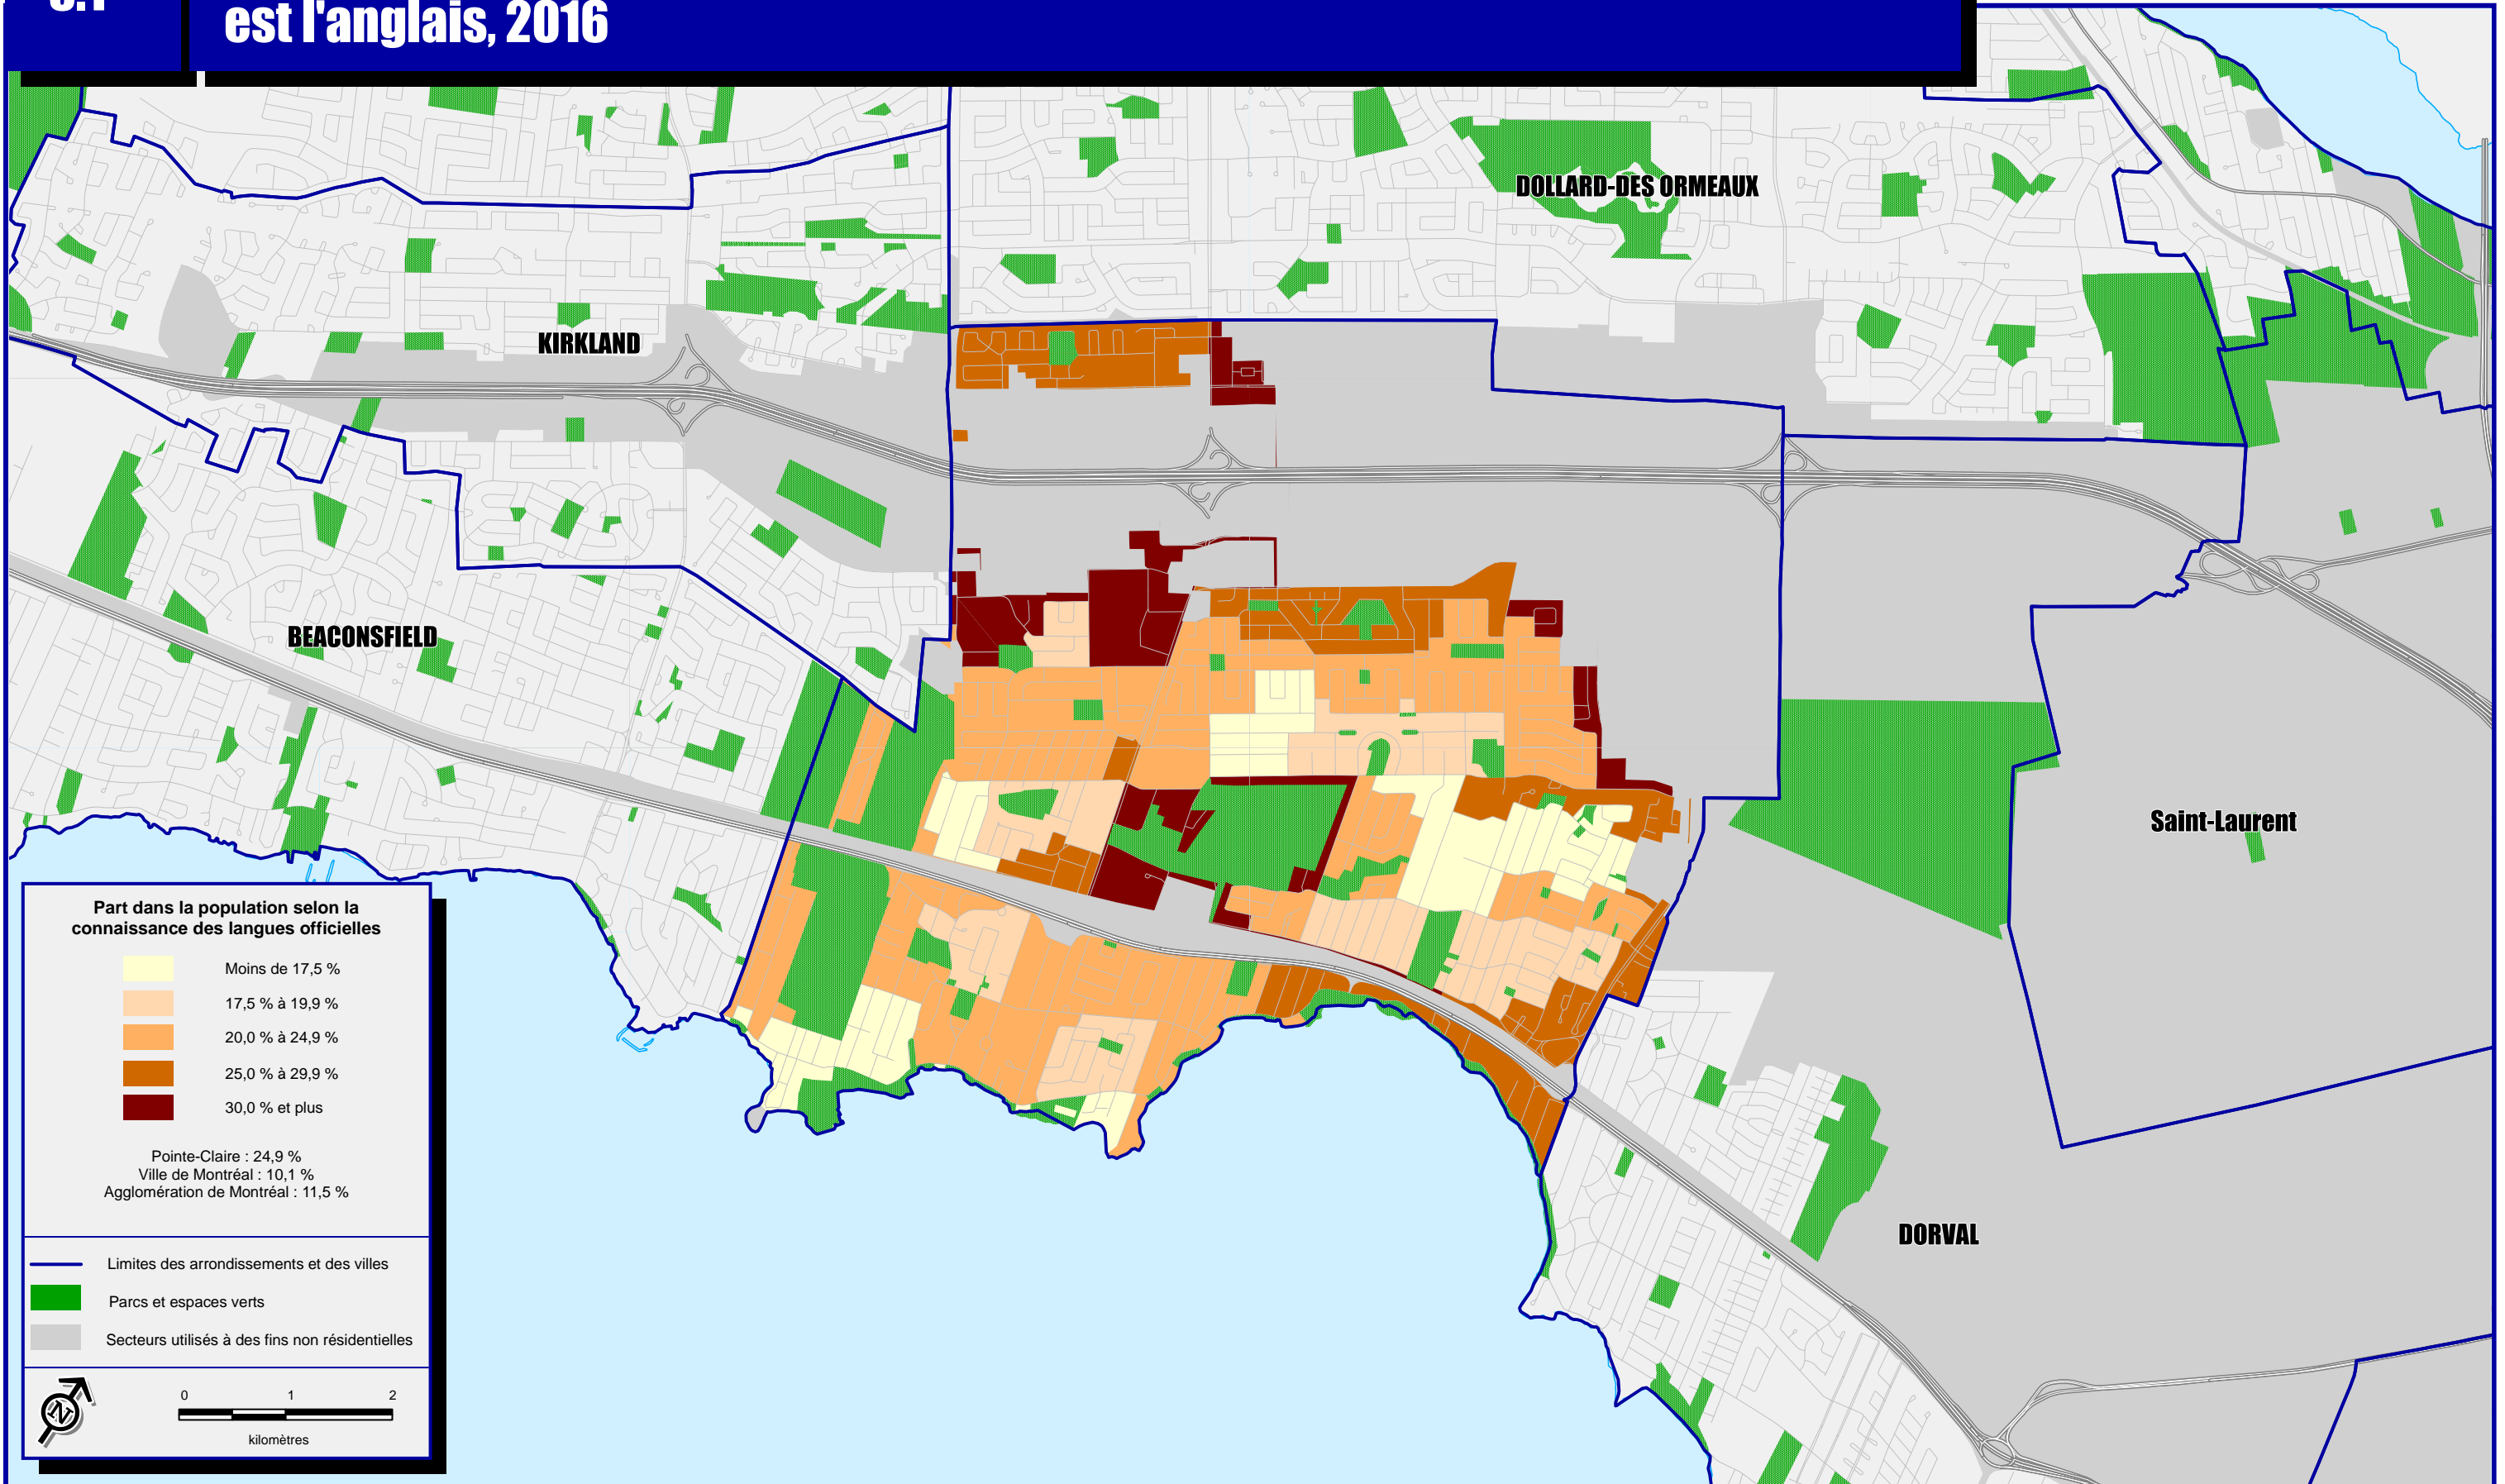 est l'anglais, 2016
DOLLARD-DES ORMEAUX
KIRKLAND
BEACONSFIELD
Saint-Laurent
DORVAL
Part dans la population selon la
connaissance des langues officielles
Moins de 17,5 %
17,5 % à 19,9 %
20,0 % à 24,9 %
25,0 % à 29,9 %
30,0 % et plus
Pointe-Claire : 24,9 %
Ville de Montréal : 10,1 %
Agglomération de Montréal : 11,5 %
Limites des arrondissements et des villes
Parcs et espaces verts
Secteurs utilisés à des fins non résidentielles
N
0 1 2
kilomètres